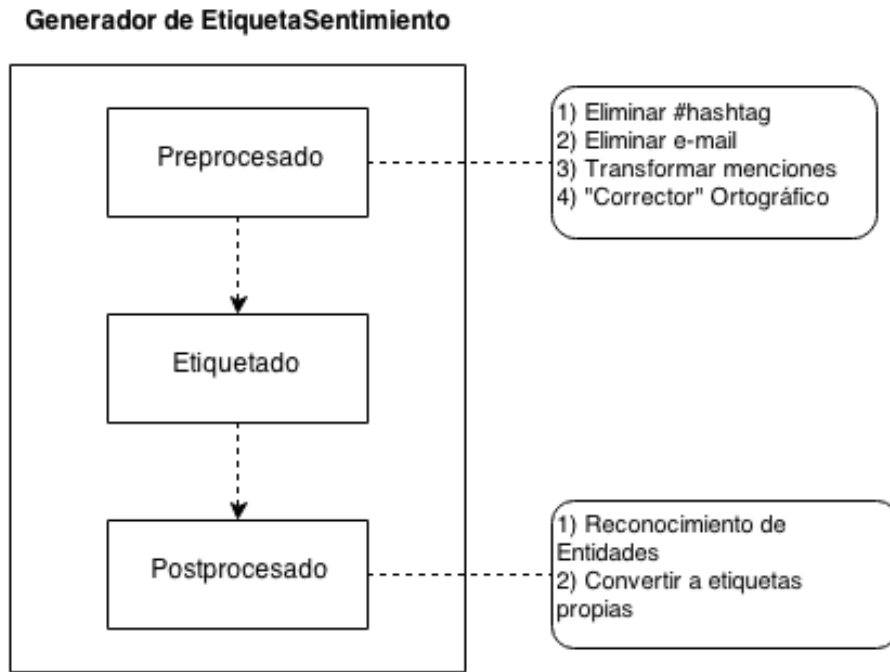 Generador de EtiquetaSentimiento
Preprocesado
1) Eliminar #hashtag
2) Eliminar e-mail
3) Transformar menciones
4) "Corrector" Ortográfico
Etiquetado
Postprocesado
1) Reconocimiento de
Entidades
2) Convertir a etiquetas
propias